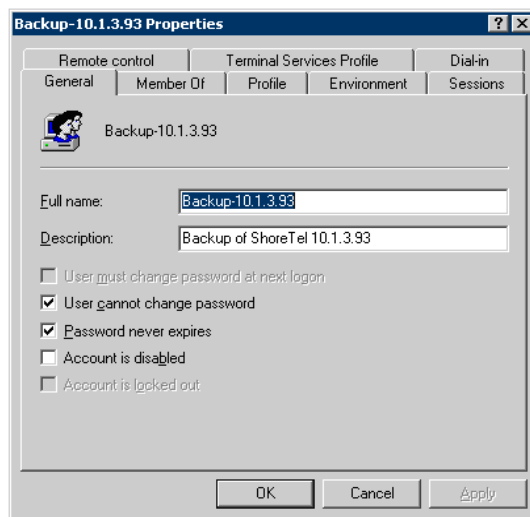 Backup-10.1.3.93 Properties
Remote control Terminal Services Profile Dial-in
General Member Of Profile Environment Sessions
Backup-10.1.3.93
Full name: Backup-10.1.3.93
Description: Backup of ShoreTel 10.1.3.93
User must change password at next logon
User cannot change password
Password never expires
Account is disabled
Account is locked out
OK Cancel Apply